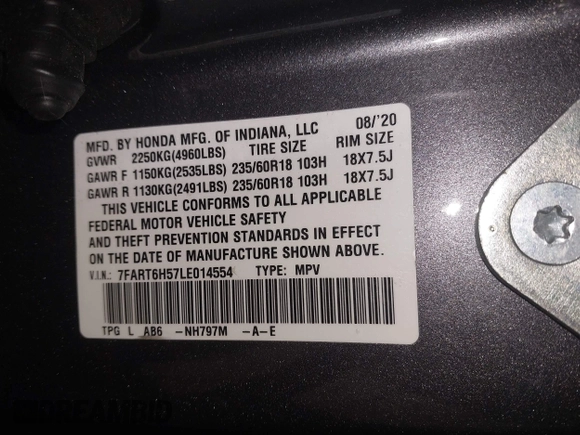 MFD. BY HONDA MFG. OF INDIANA, LLC 08/'20
GVWR 2250KG(4960LBS) TIRE SIZE RIM SIZE
GAWR F 1150KG(2535LBS) 235/60R18 103H 18X7.5J
GAWR R 1130KG(2491LBS) 235/60R18 103H 18X7.5J
THIS VEHICLE CONFORMS TO ALL APPLICABLE
FEDERAL MOTOR VEHICLE SAFETY
AND THEFT PREVENTION STANDARDS IN EFFECT
ON THE DATE OF MANUFACTURE SHOWN ABOVE.
V.I.N.: 7FART6H57LE014554 TYPE: MPV
TPG L AB6 -NH797M -A-E
DREAMBID